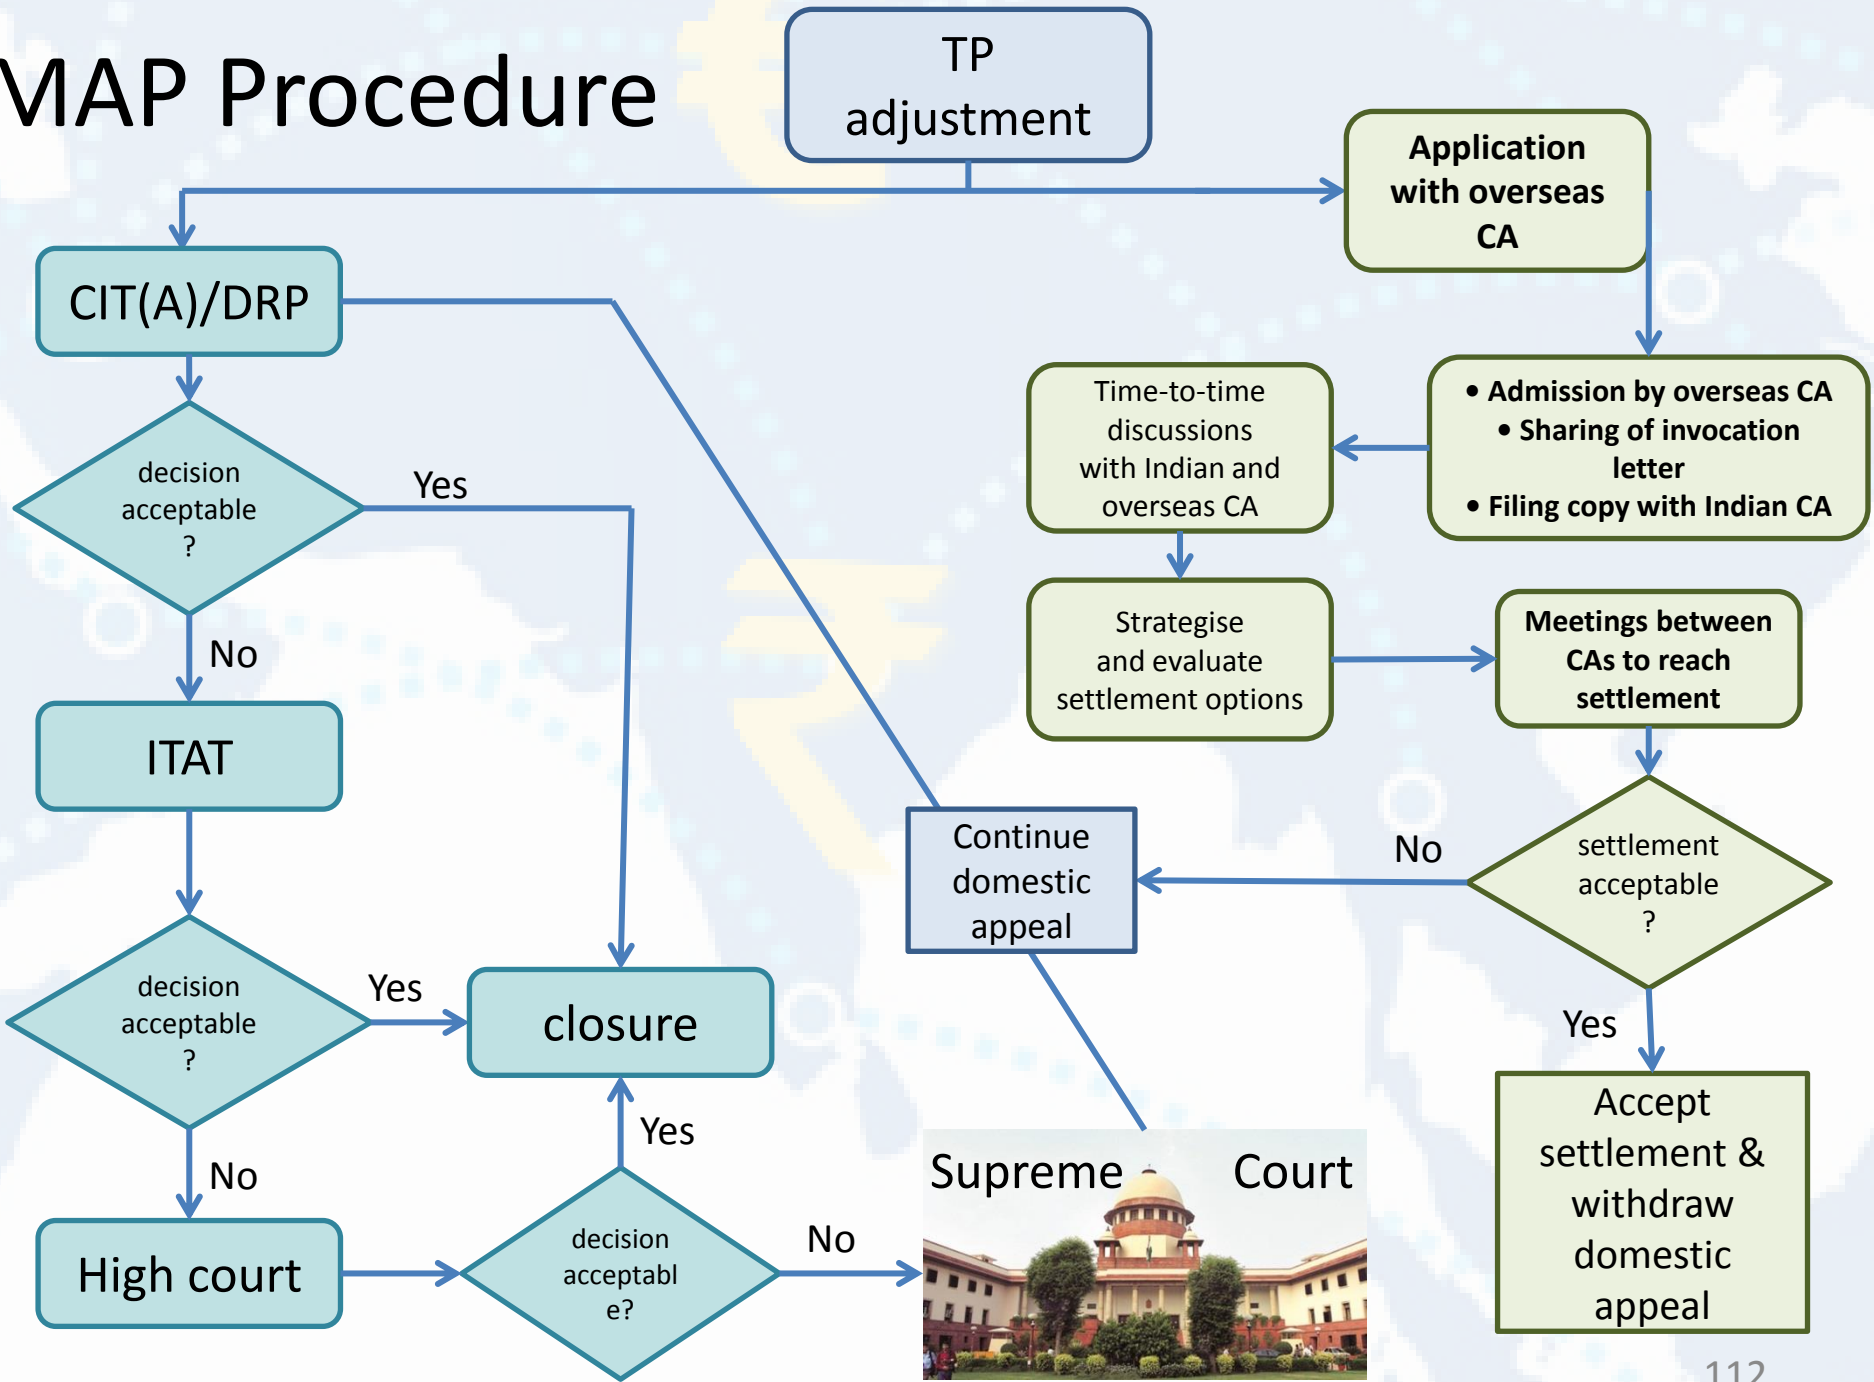 MAP Procedure
TP
adjustment
Application
with overseas
CA
CIT(A)/DRP
Time-to-time
discussions
with Indian and
overseas CA
• Admission by overseas CA
• Sharing of invocation
letter
• Filing copy with Indian CA
decision
acceptable
?
Yes
No
Strategise
and evaluate
settlement options
Meetings between
CAs to reach
settlement
ITAT
Continue
domestic
appeal
No
settlement
acceptable
?
decision
acceptable
?
Yes
closure
Yes
Accept
settlement &
withdraw
domestic
appeal
No
Yes
Supreme Court
High court
decision
acceptabl
e?
No
112